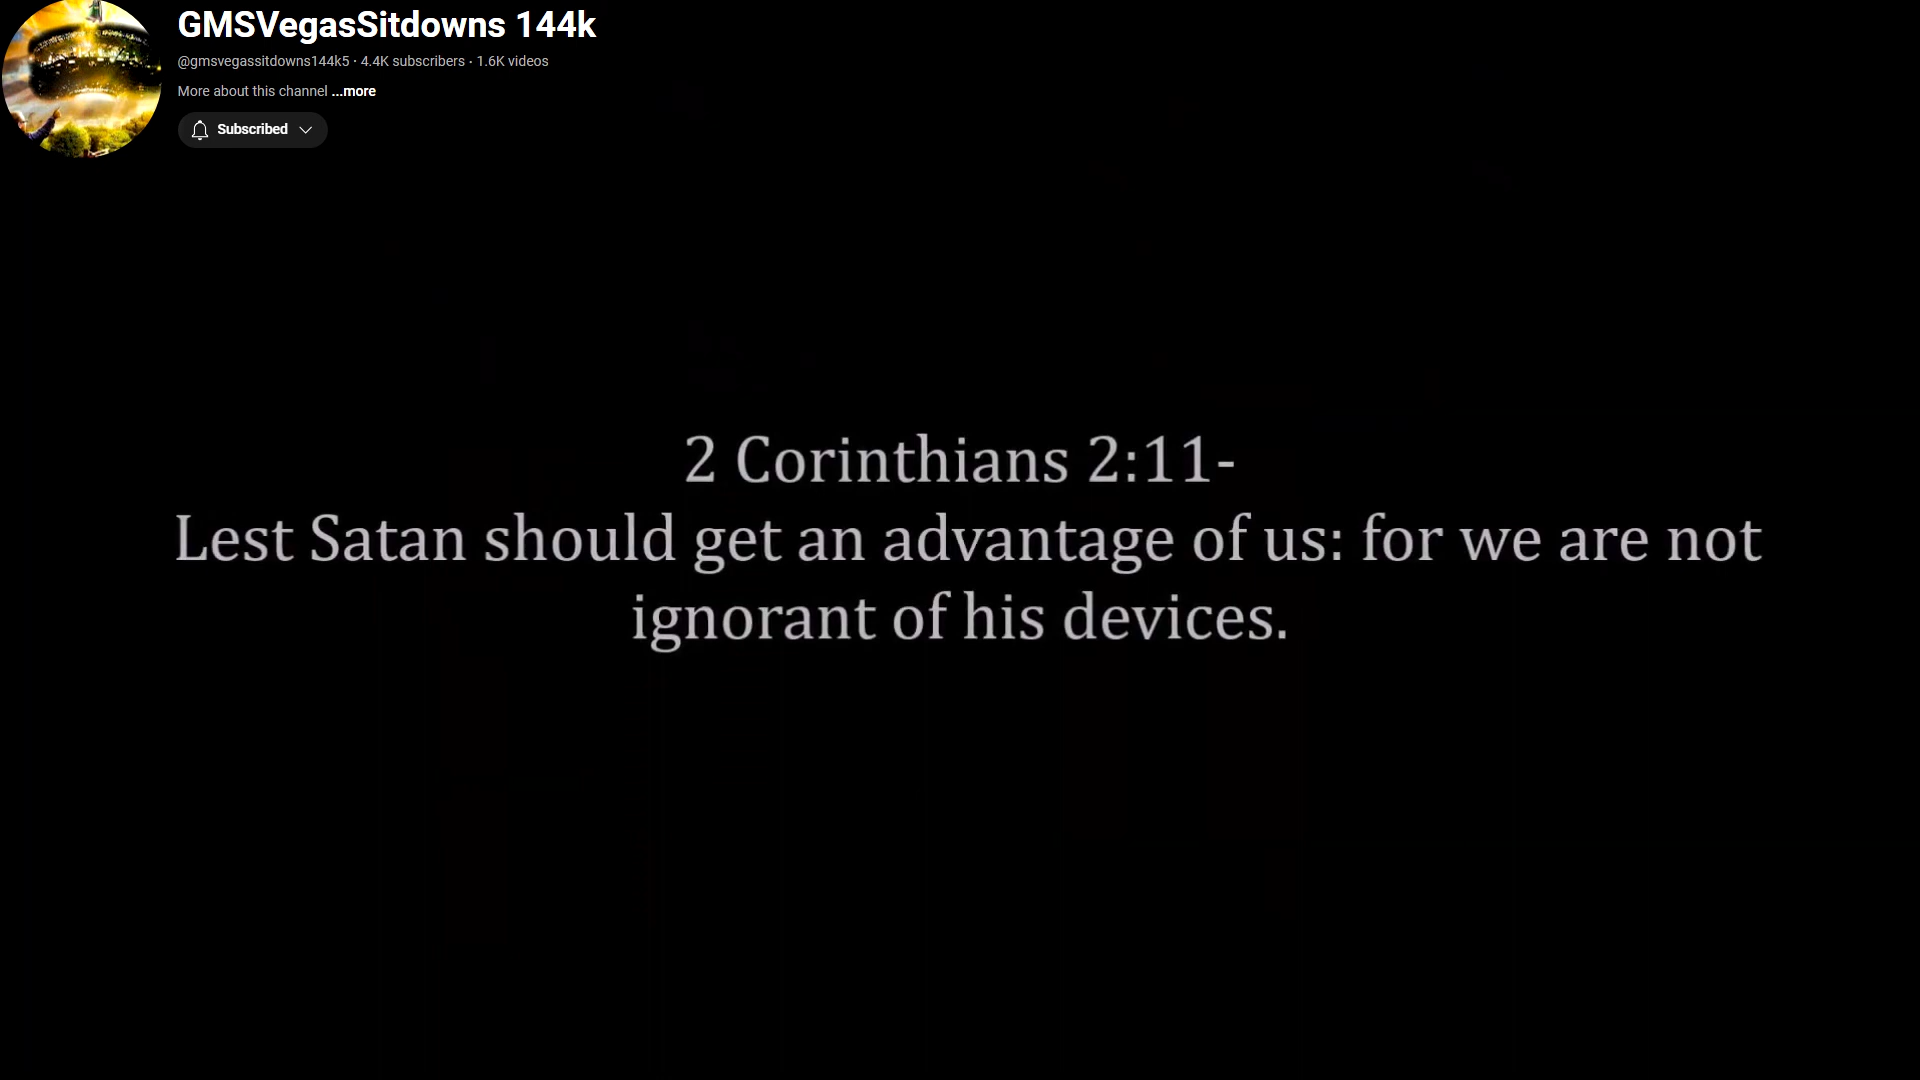 GMSVegasSitdowns 144k
@gmsvegassitdowns144k5 · 4.4K subscribers · 1.6K videos
More about this channel ...more
Subscribed
2 Corinthians 2:11-
Lest Satan should get an advantage of us: for we are not
ignorant of his devices.